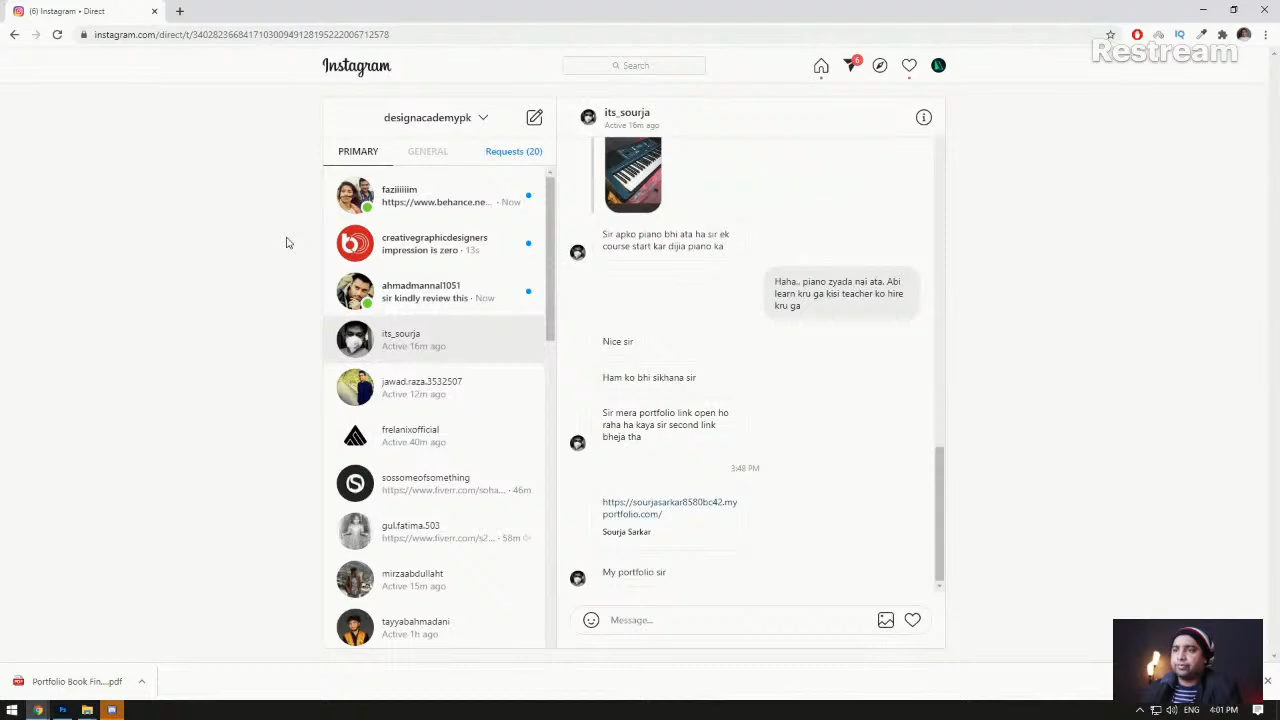 (6) Instagram • Direct
instagram.com/direct/t/340282366841710300949128195222006712578
Restream
Instagram
Search
6
designacademypk
PRIMARY
GENERAL
Requests (20)
faziiiiiim
https://www.behance.ne... · Now
creativegraphicdesigners
impression is zero · 13s
ahmadmannal1051
sir kindly review this · Now
its_sourja
Active 16m ago
jawad.raza.3532507
Active 12m ago
frelanixofficial
Active 40m ago
sossomeofsomething
https://www.fiverr.com/soha... · 46m
gul.fatima.503
https://www.fiverr.com/s2... · 58m
mirzaabdullaht
Active 15m ago
tayyabahmadani
Active 1h ago
its_sourja
Active 16m ago
Sir apko piano bhi ata ha sir ek
course start kar dijia piano ka
Haha.. piano zyada nai ata. Abi
learn kru ga kisi teacher ko hire
kru ga
Nice sir
Ham ko bhi sikhana sir
Sir mera portfolio link open ho
raha ha kaya sir second link
bheja tha
3:48 PM
https://sourjasarkar8580bc42.my
portfolio.com/
Sourja Sarkar
My portfolio sir
Message...
Portfolio Book Fin....pdf
ENG
4:01 PM